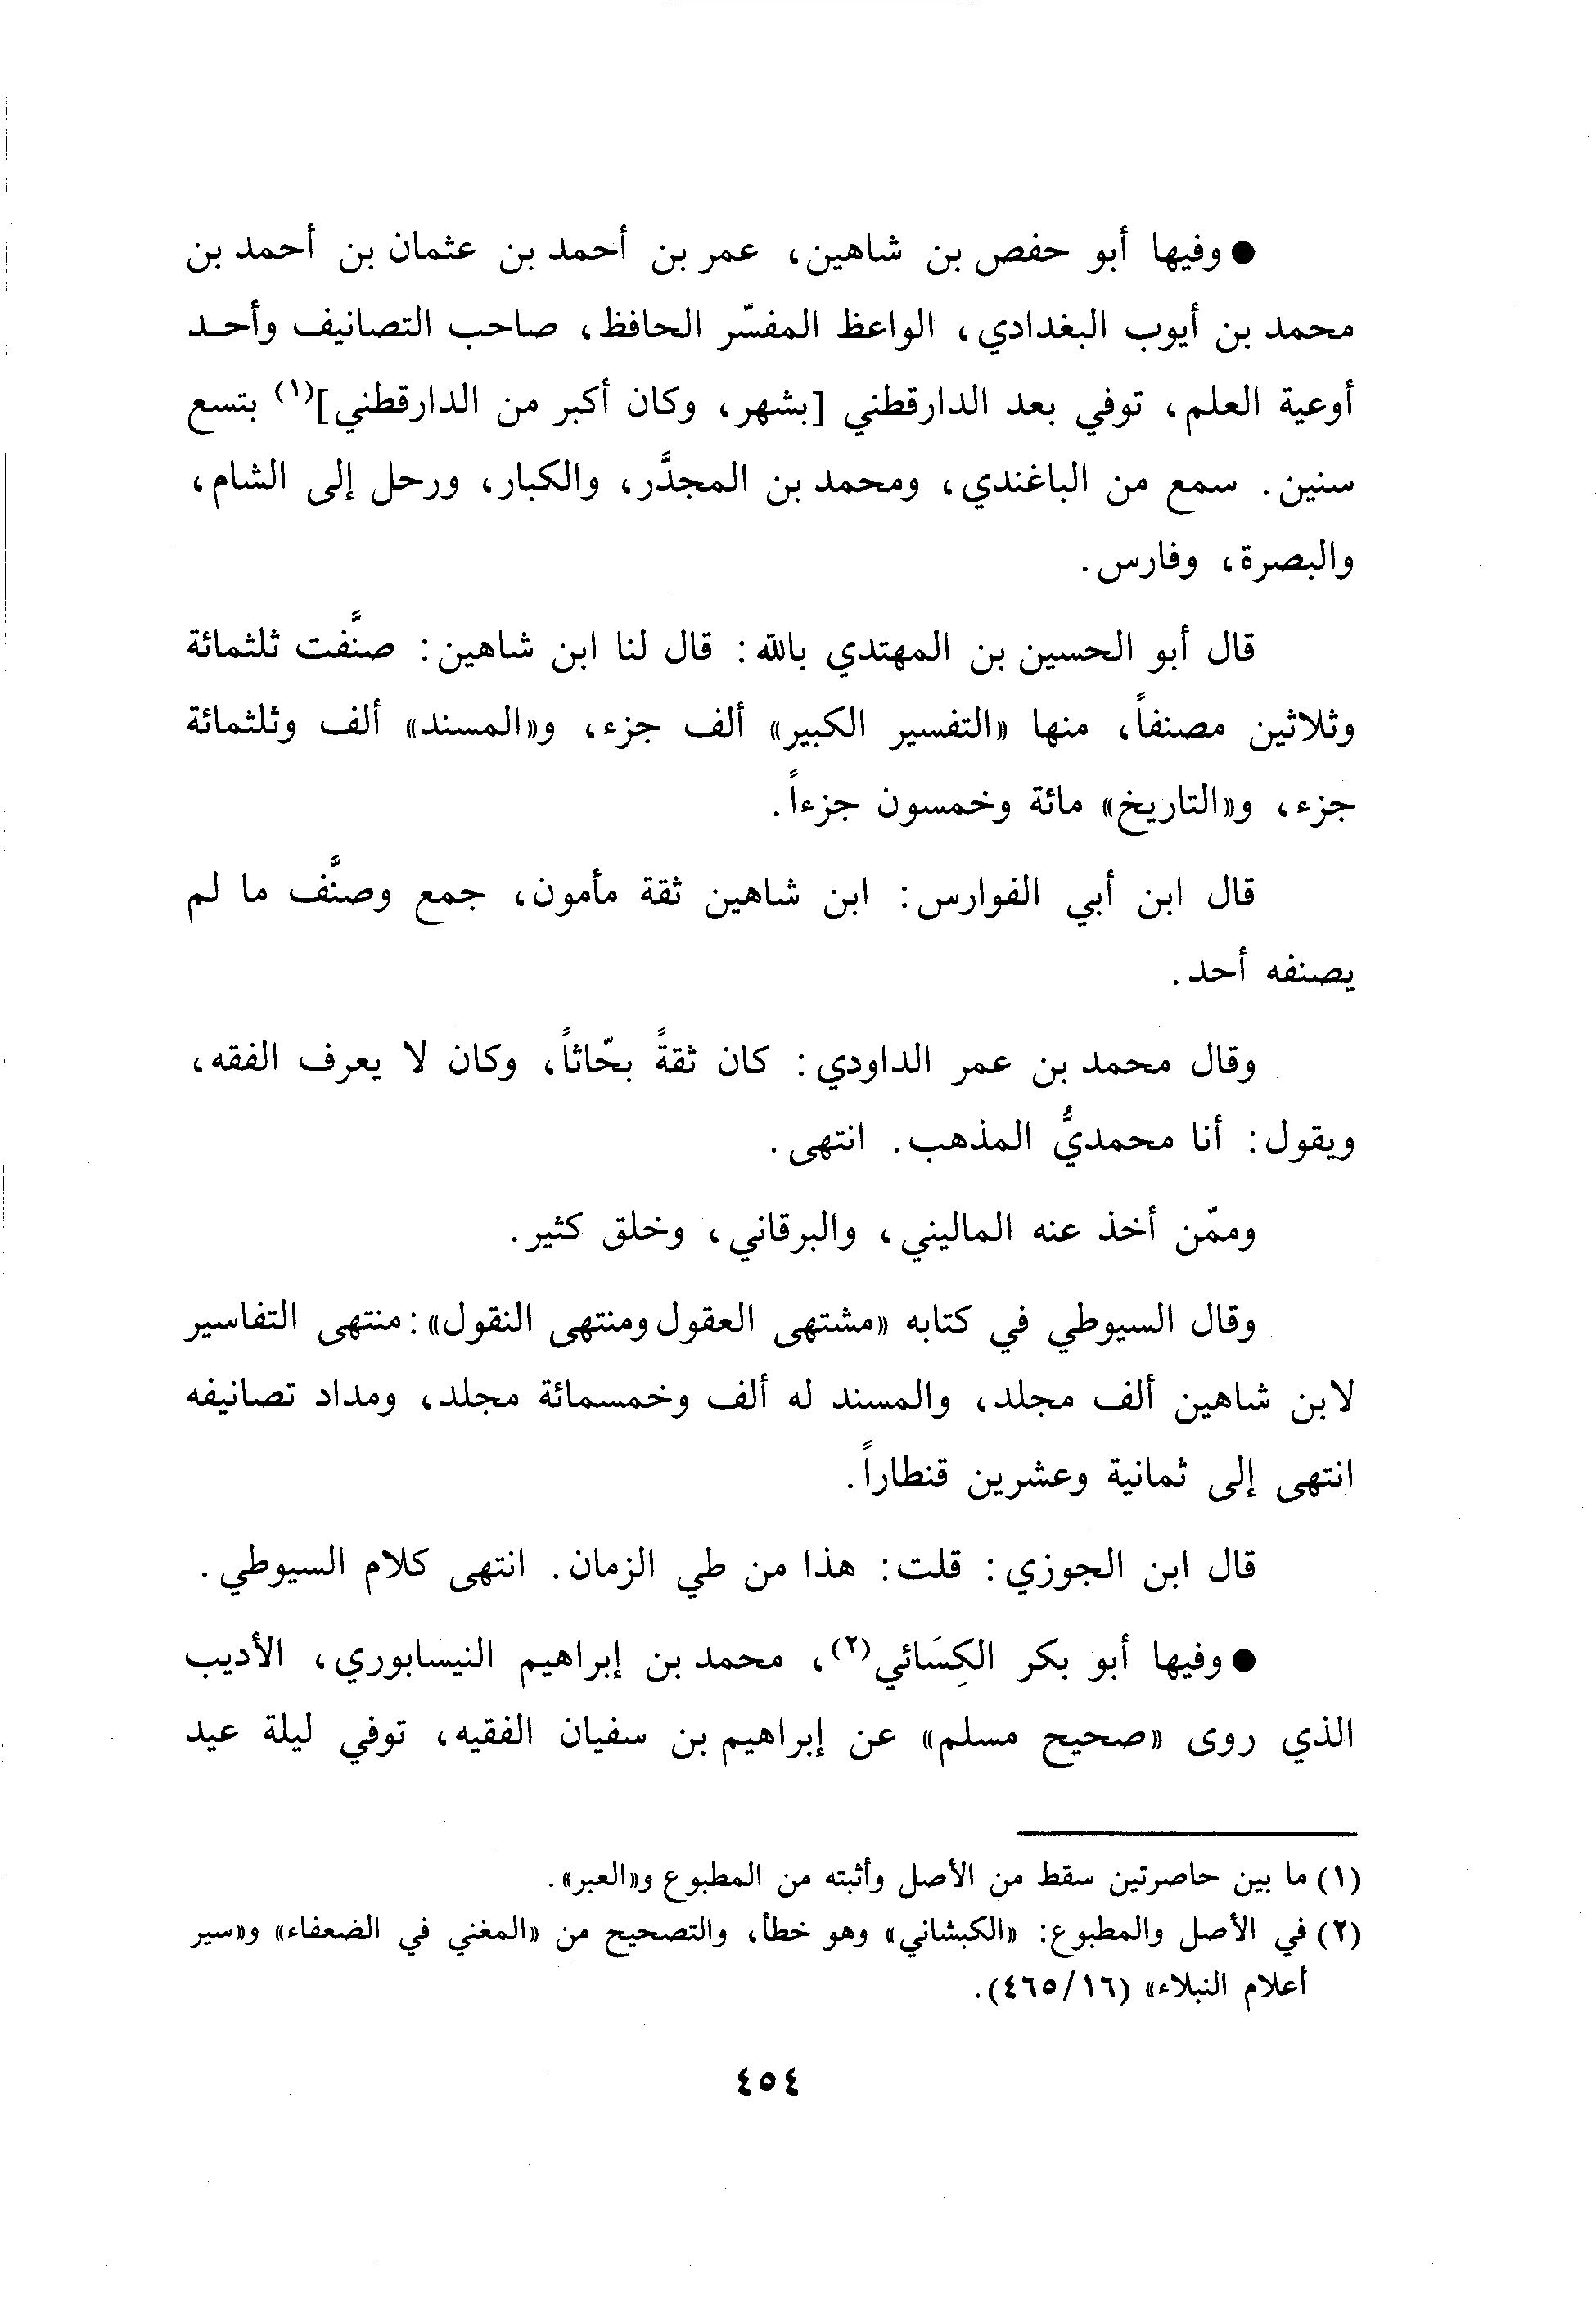 ● وفيها أبو حفص بن شاهين، عمر بن أحمد بن عثمان بن أحمد بن
محمد بن أيوب البغدادي، الواعظ المفسّر الحافظ، صاحب التصانيف وأحد
أوعية العلم، توفي بعد الدارقطني [بشهر، وكان أكبر من الدارقطني](١) بتسع
سنين. سمع من الباغندي، ومحمد بن المجدَّر، والكبار، ورحل إلى الشام،
والبصرة، وفارس.
قال أبو الحسين بن المهتدي بالله: قال لنا ابن شاهين: صنَّفت ثلثمائة
وثلاثين مصنفاً، منها «التفسير الكبير» ألف جزء، و«المسند» ألف وثلثمائة
جزء، و«التاريخ» مائة وخمسون جزءاً.
قال ابن أبي الفوارس: ابن شاهين ثقة مأمون، جمع وصنَّف ما لم
يصنفه أحد.
وقال محمد بن عمر الداودي: كان ثقةً بحّاثاً، وكان لا يعرف الفقه،
ويقول: أنا محمديُّ المذهب. انتهى.
وممّن أخذ عنه الماليني، والبرقاني، وخلق كثير.
وقال السيوطي في كتابه «مشتهى العقول ومنتهى النقول»: منتهى التفاسير
لابن شاهين ألف مجلد، والمسند له ألف وخمسمائة مجلد، ومداد تصانيفه
انتهى إلى ثمانية وعشرين قنطاراً.
قال ابن الجوزي: قلت: هذا من طي الزمان. انتهى كلام السيوطي.
● وفيها أبو بكر الكِسَائي(٢)، محمد بن إبراهيم النيسابوري، الأديب
الذي روى «صحيح مسلم» عن إبراهيم بن سفيان الفقيه، توفي ليلة عيد
(١) ما بين حاصرتين سقط من الأصل وأثبته من المطبوع و«العبر».
(٢) في الأصل والمطبوع: «الكبشاني» وهو خطأ، والتصحيح من «المغني في الضعفاء» و«سير
أعلام النبلاء» (٤٦٥/١٦).
٤٥٤